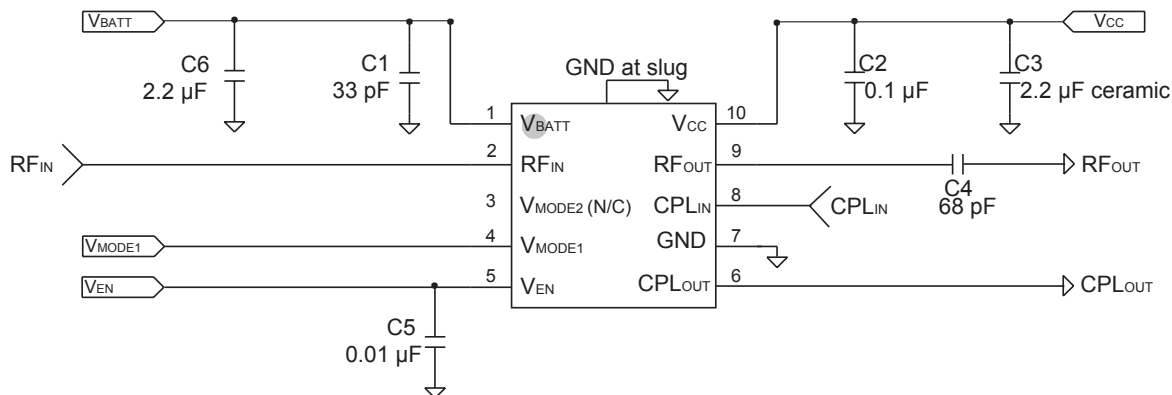 VBATT
VCC
C6
2.2 µF
C1
33 pF
GND at slug
C2
0.1 µF
C3
2.2 µF ceramic
1
VBATT
VCC
10
RFIN
2
RFIN
RFOUT
9
C4
68 pF
RFOUT
3
VMODE2 (N/C)
CPLIN
8
CPLIN
VMODE1
4
VMODE1
GND
7
VEN
5
VEN
CPLOUT
6
CPLOUT
C5
0.01 µF